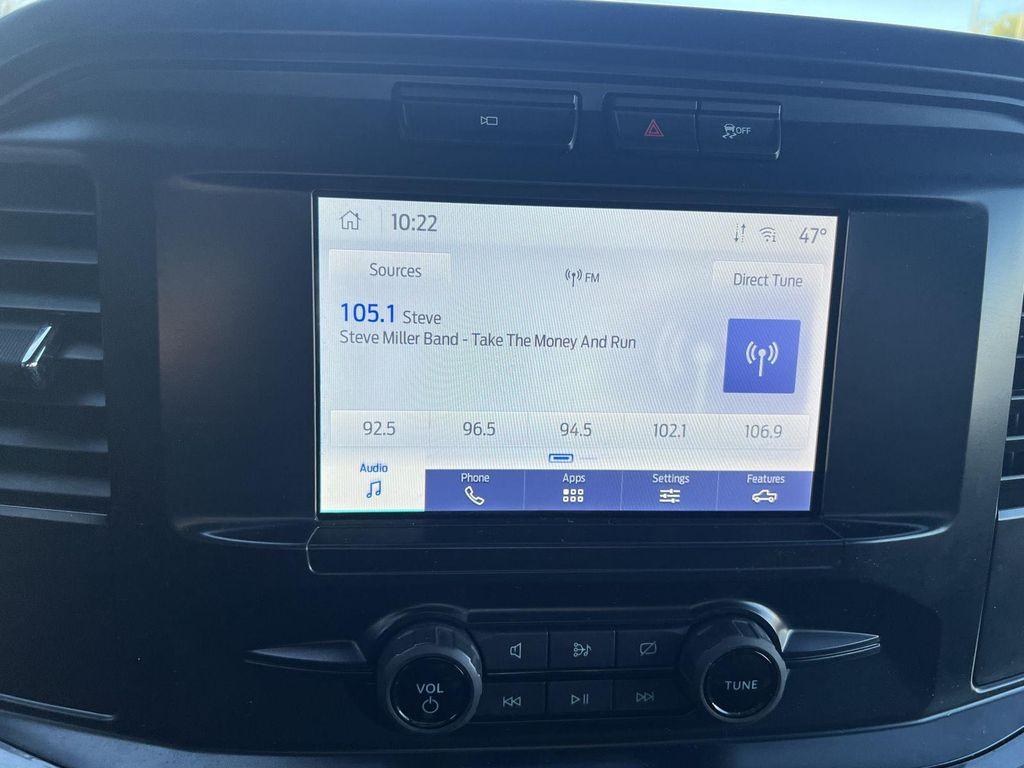 OFF
10:22
47°
Sources
FM
Direct Tune
105.1 Steve
Steve Miller Band - Take The Money And Run
92.5 96.5 94.5 102.1 106.9
Audio Phone Apps Settings Features
VOL
TUNE